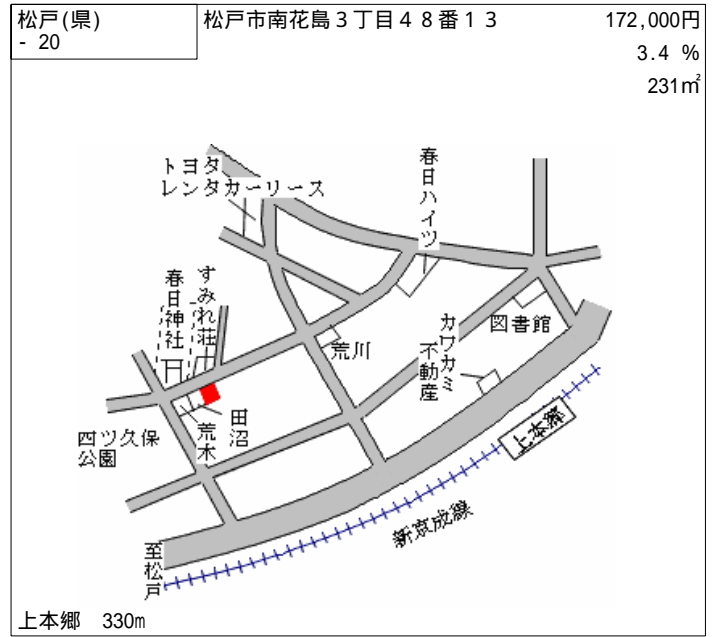 松戸(県)
- 20
松戸市南花島３丁目４８番１３
172,000円
3.4 %
231㎡
トヨタ
レンタカーリース
春日ハイツ
すみれ荘
春日神社
荒川
カワカミ
不動産
図書館
田沼
荒木
四ツ久保
公園
上本郷
新京成線
至松戸
上本郷 330m